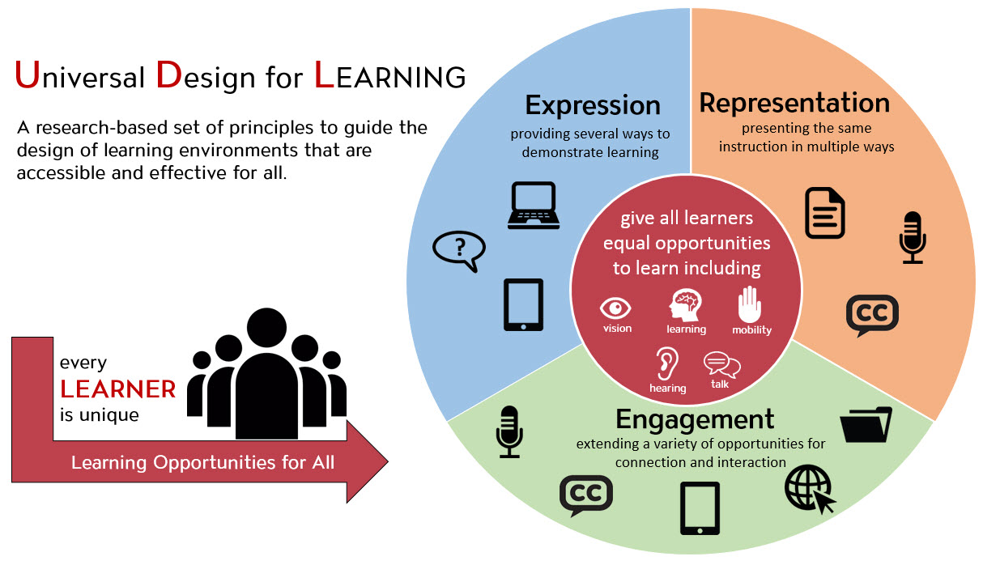 Universal Design for LEARNING
A research-based set of principles to guide the
design of learning environments that are
accessible and effective for all.
every
LEARNER
is unique
Learning Opportunities for All
Expression
providing several ways to
demonstrate learning
?
Representation
presenting the same
instruction in multiple ways
CC
give all learners
equal opportunities
to learn including
vision
learning
mobility
hearing
talk
Engagement
extending a variety of opportunities for
connection and interaction
CC